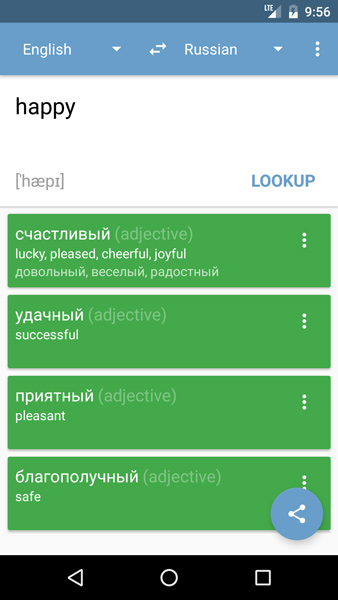 LTE 9:56
English Russian
happy
['hæpɪ] LOOKUP
счастливый (adjective)
lucky, pleased, cheerful, joyful
довольный, веселый, радостный
удачный (adjective)
successful
приятный (adjective)
pleasant
благополучный (adjective)
safe